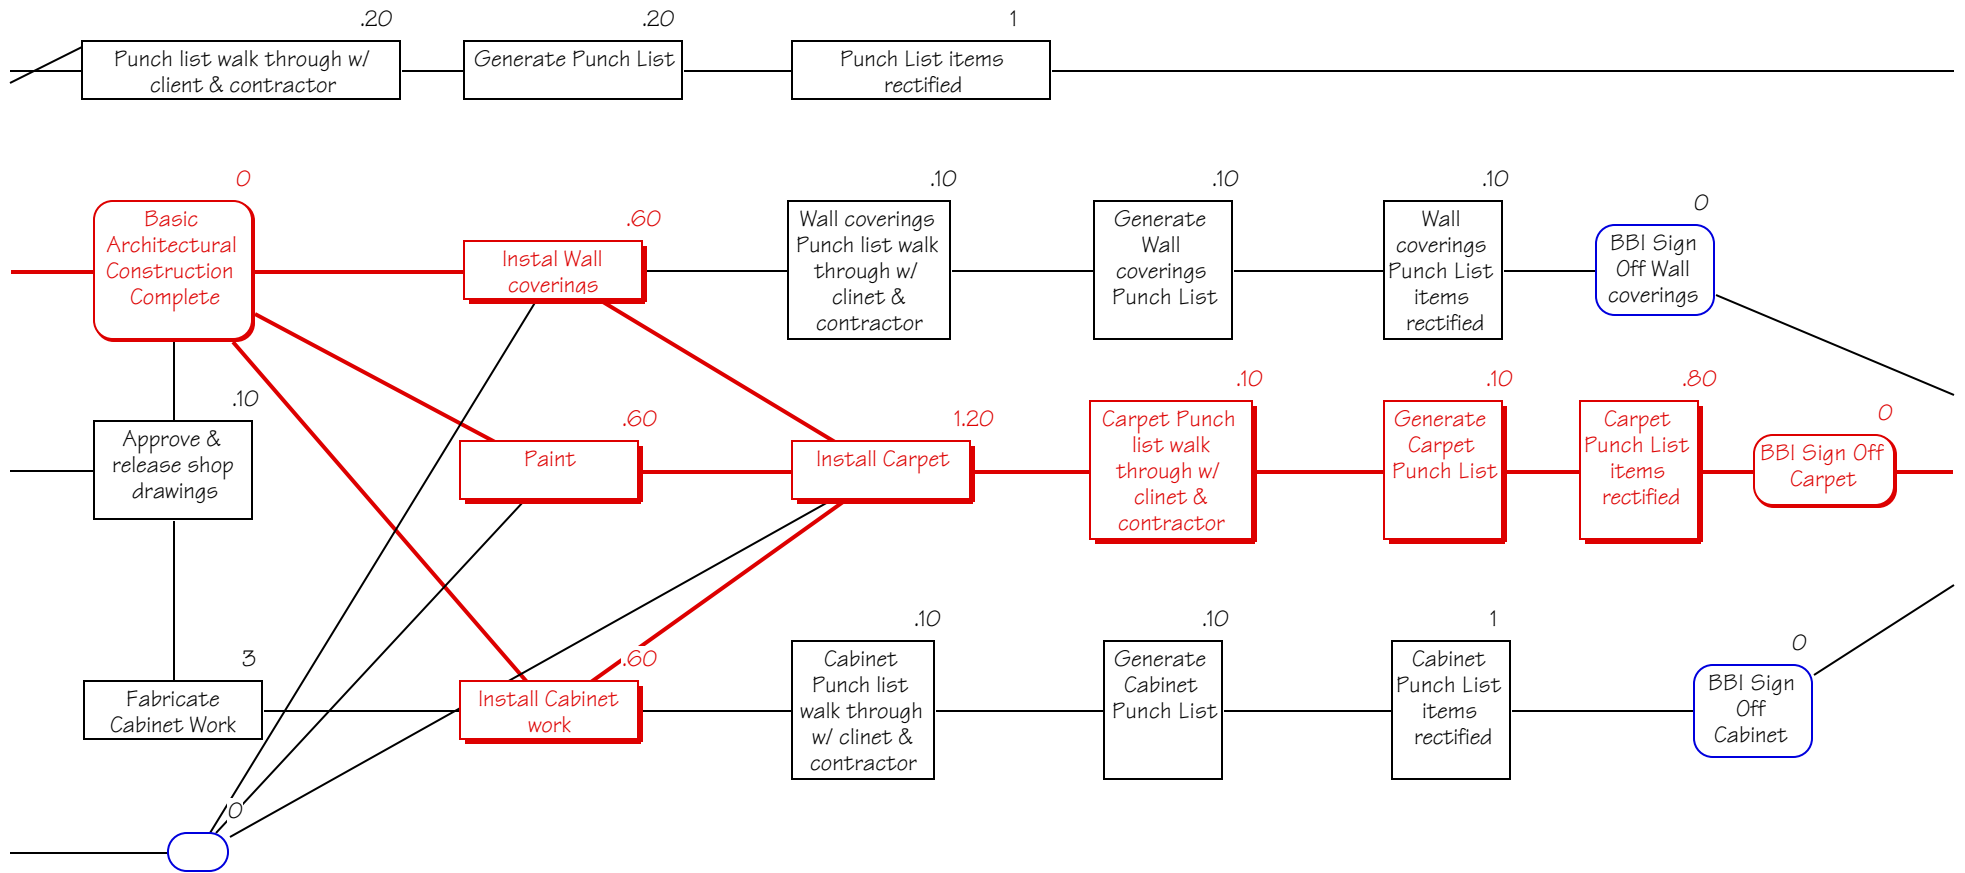 .20
Punch list walk through w/
client & contractor
.20
Generate Punch List
1
Punch List items
rectified
0
Basic
Architectural
Construction
Complete
.60
Instal Wall
coverings
.10
Wall coverings
Punch list walk
through w/
clinet &
contractor
.10
Generate
Wall
coverings
Punch List
.10
Wall
coverings
Punch List
items
rectified
0
BBI Sign
Off Wall
coverings
.10
Approve &
release shop
drawings
.60
Paint
1.20
Install Carpet
.10
Carpet Punch
list walk
through w/
clinet &
contractor
.10
Generate
Carpet
Punch List
.80
Carpet
Punch List
items
rectified
0
BBI Sign Off
Carpet
3
Fabricate
Cabinet Work
.60
Install Cabinet
work
.10
Cabinet
Punch list
walk through
w/ clinet &
contractor
.10
Generate
Cabinet
Punch List
1
Cabinet
Punch List
items
rectified
0
BBI Sign
Off
Cabinet
0